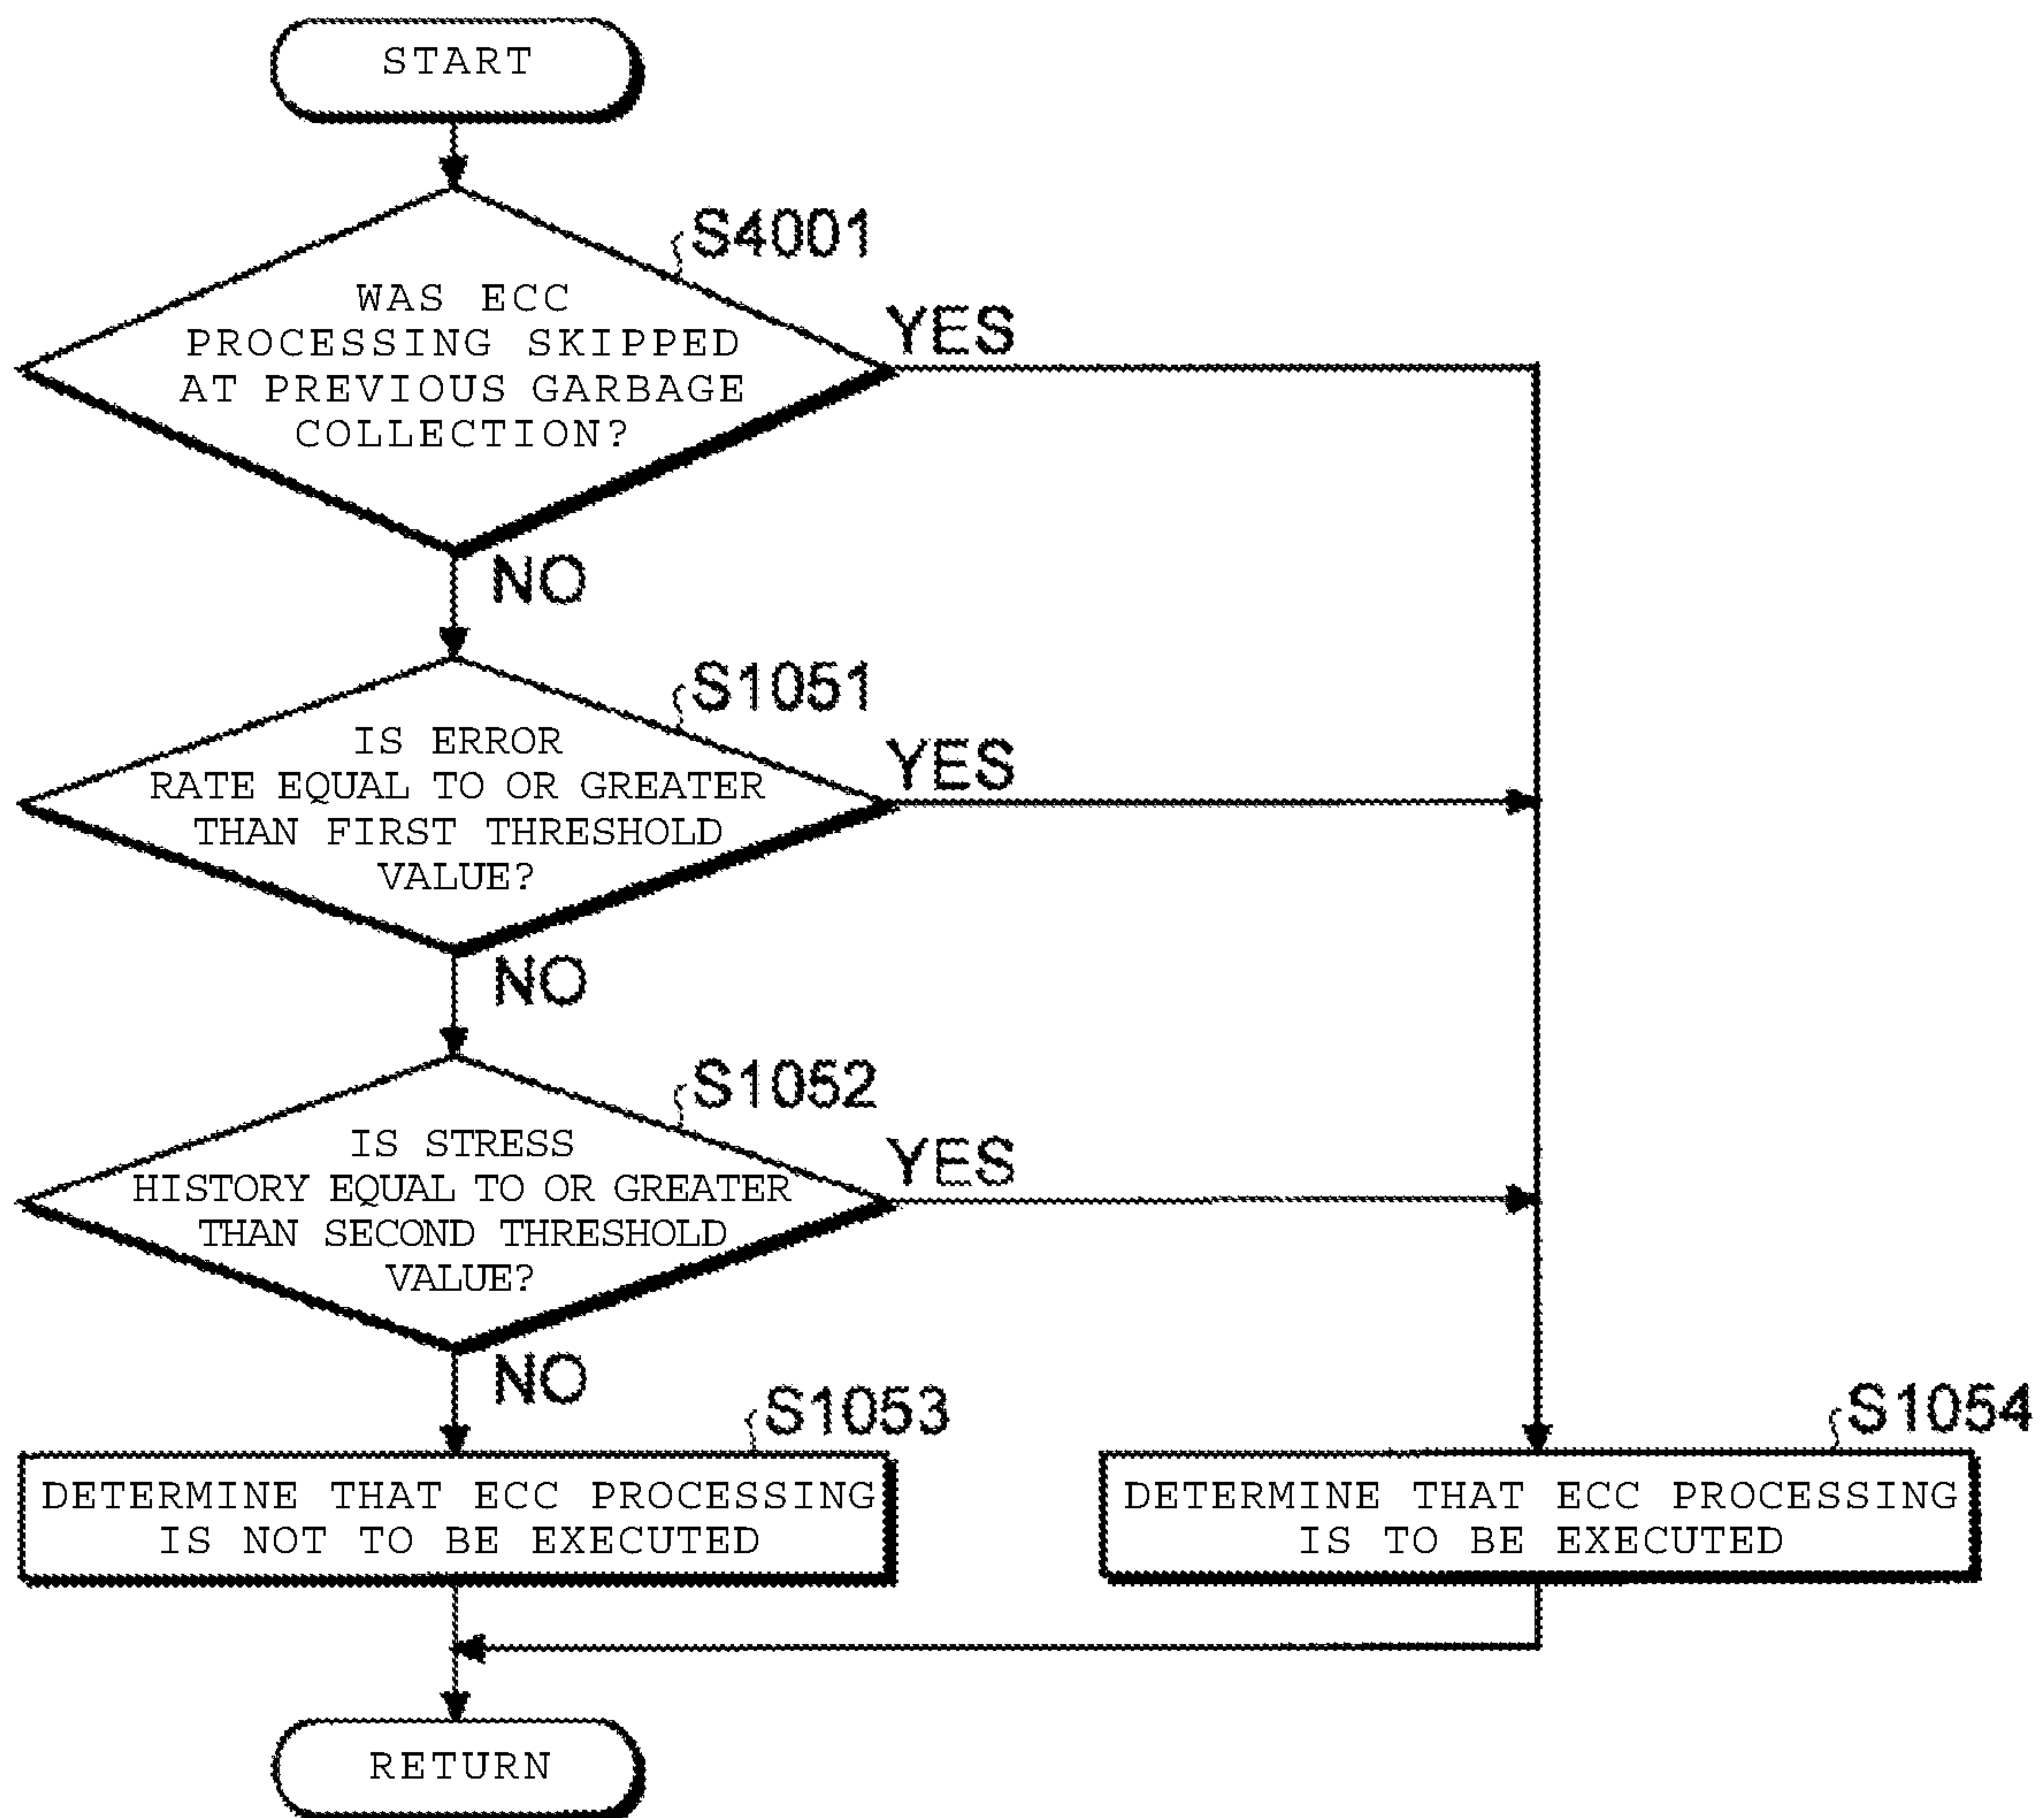 START
S4001
WAS ECC
PROCESSING SKIPPED
AT PREVIOUS GARBAGE
COLLECTION?
YES
NO
S1051
IS ERROR
RATE EQUAL TO OR GREATER
THAN FIRST THRESHOLD
VALUE?
YES
NO
S1052
IS STRESS
HISTORY EQUAL TO OR GREATER
THAN SECOND THRESHOLD
VALUE?
YES
NO
S1053
DETERMINE THAT ECC PROCESSING
IS NOT TO BE EXECUTED
S1054
DETERMINE THAT ECC PROCESSING
IS TO BE EXECUTED
RETURN